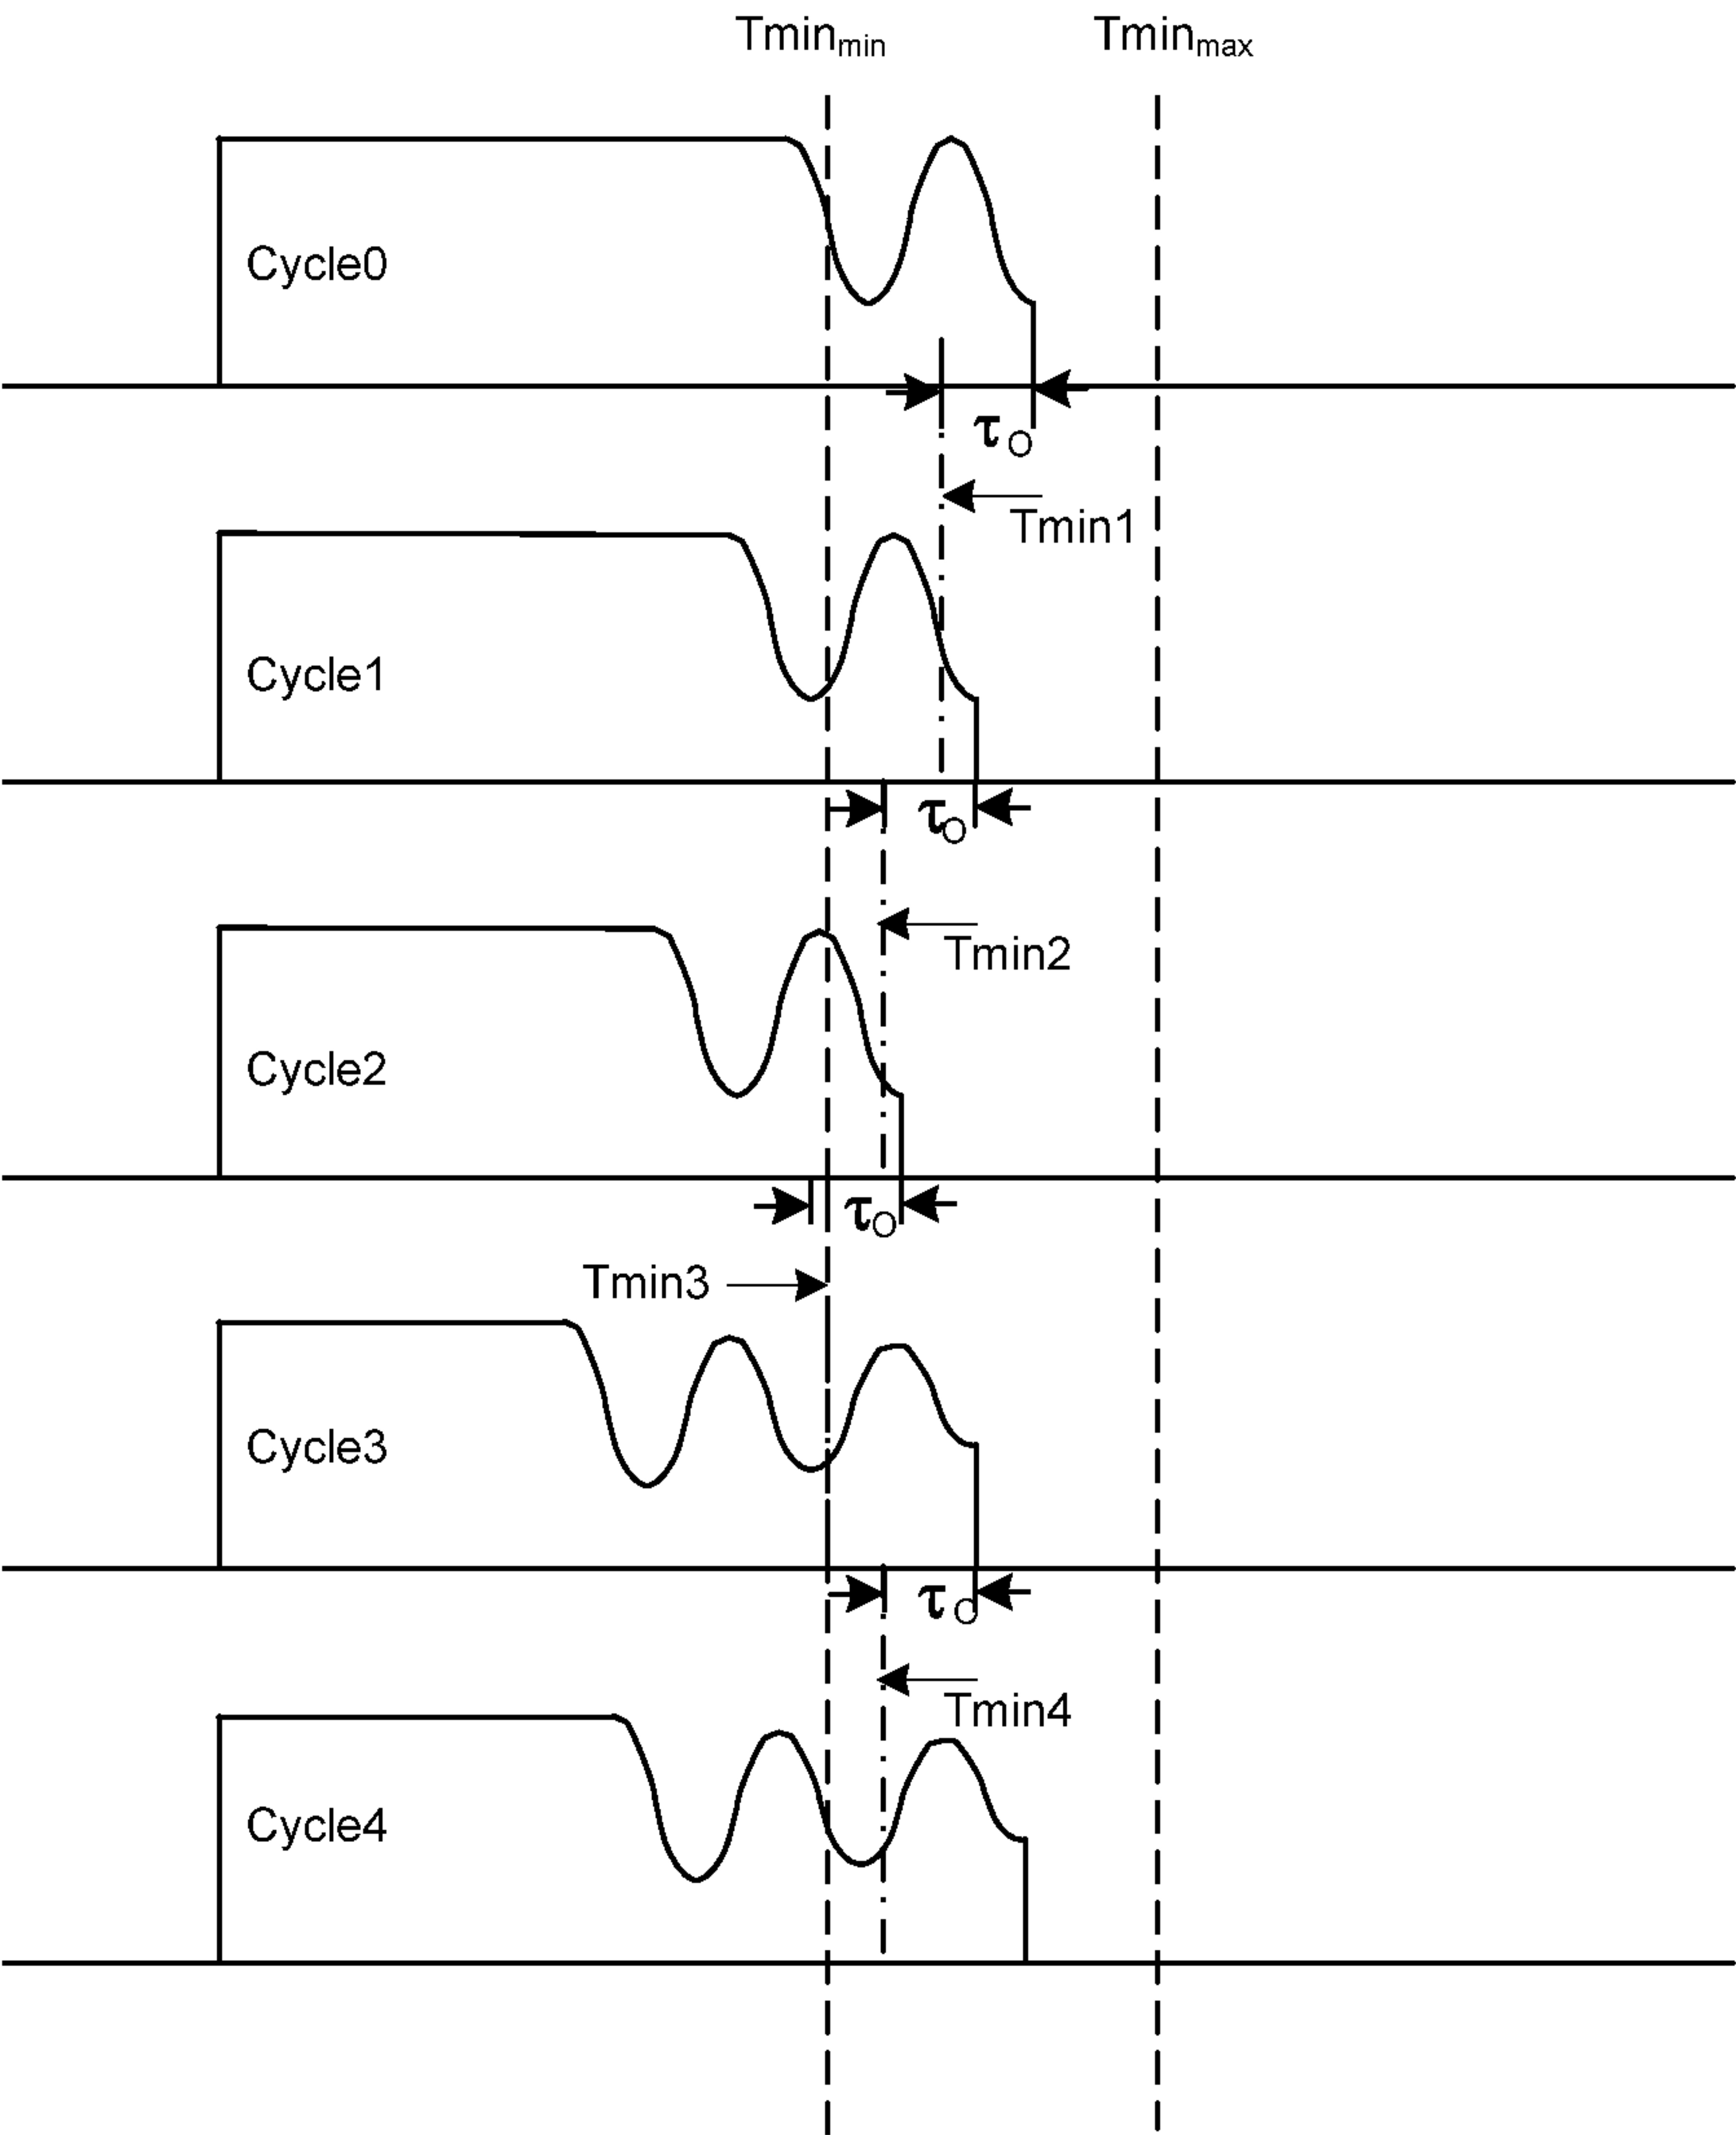 Tminmin Tminmax
Cycle0
τO
Tmin1
Cycle1
τO
Tmin2
Cycle2
τO
Tmin3
Cycle3
τO
Tmin4
Cycle4